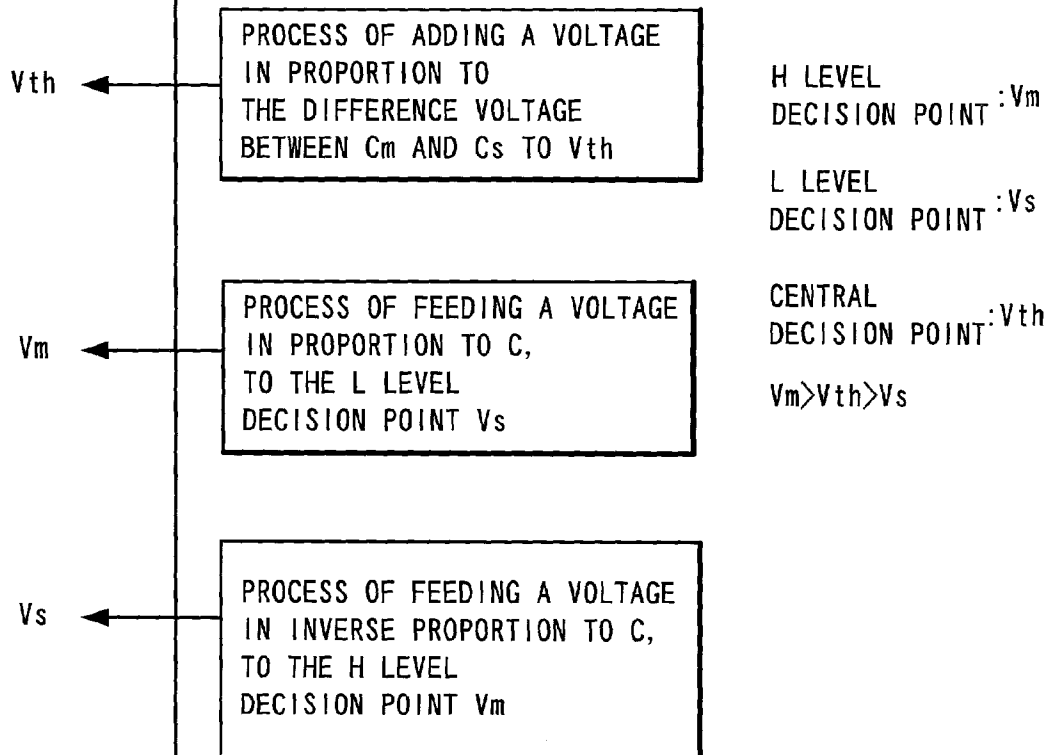 Vth
PROCESS OF ADDING A VOLTAGE
IN PROPORTION TO
THE DIFFERENCE VOLTAGE
BETWEEN Cm AND Cs TO Vth
H LEVEL
DECISION POINT :Vm
L LEVEL
DECISION POINT :Vs
CENTRAL
DECISION POINT :Vth
Vm>Vth>Vs
Vm
PROCESS OF FEEDING A VOLTAGE
IN PROPORTION TO C,
TO THE L LEVEL
DECISION POINT Vs
Vs
PROCESS OF FEEDING A VOLTAGE
IN INVERSE PROPORTION TO C,
TO THE H LEVEL
DECISION POINT Vm